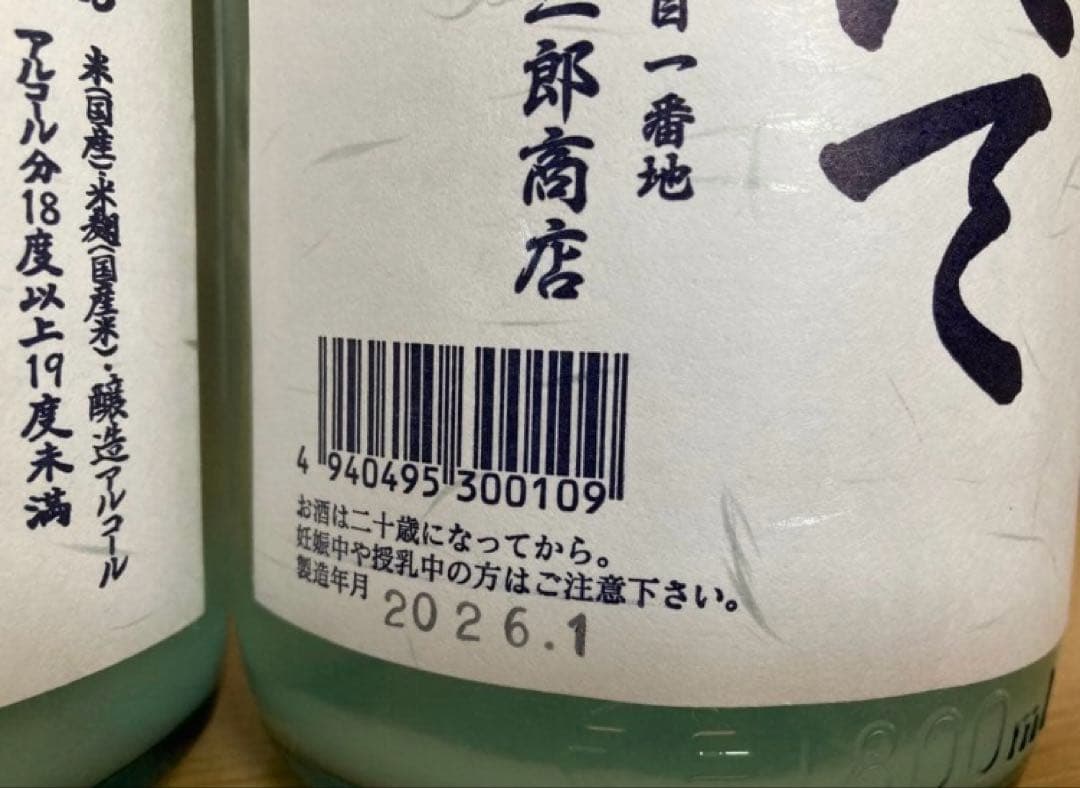 米(国産)・米麹(国産米)・醸造アルコール
アルコール分18度以上19度未満
て
目一番地
二郎商店
4 940495 300109
お酒は二十歳になってから。
妊娠中や授乳中の方はご注意下さい。
製造年月 2026.1
1800ml